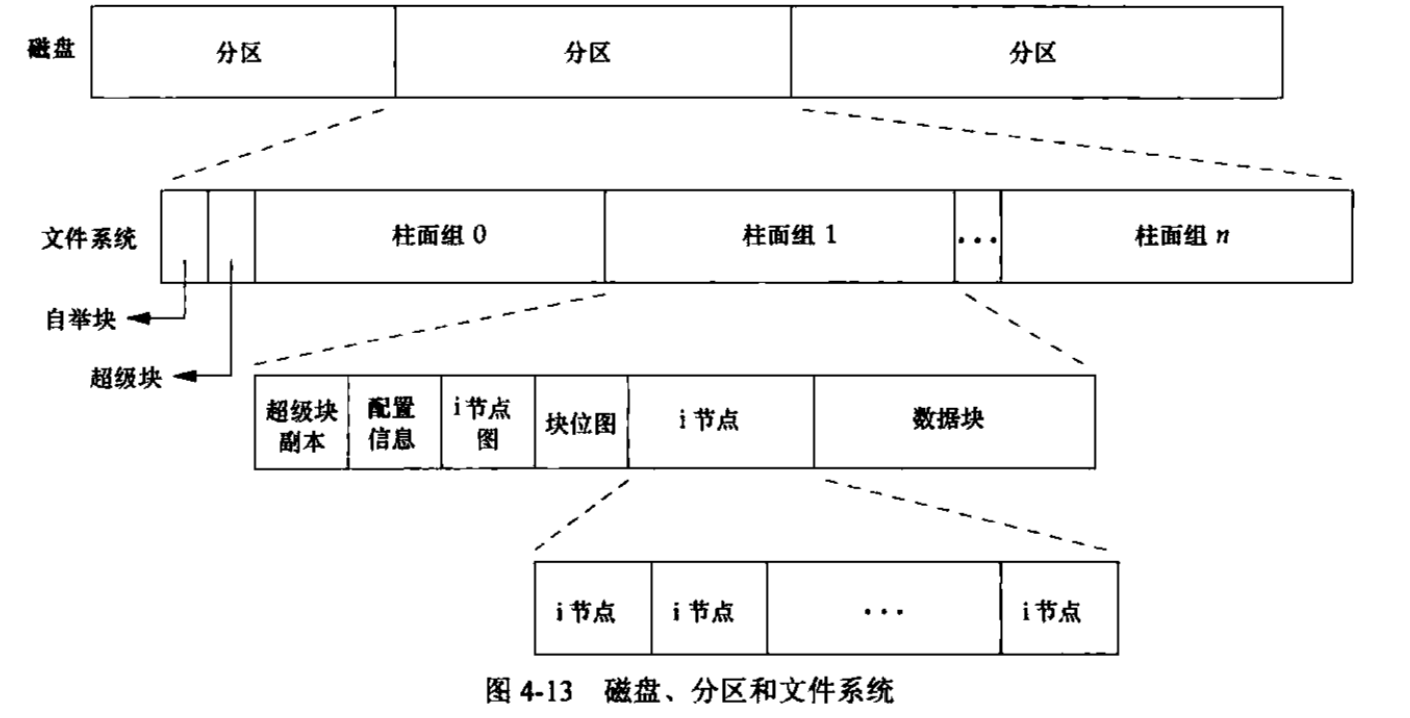 磁盘
分区
分区
分区
文件系统
柱面组 0
柱面组 1
...
柱面组 n
自举块
超级块
超级块
副本
配置
信息
i节点
图
块位图
i 节点
数据块
i 节点
i 节点
...
i 节点
图 4-13 磁盘、分区和文件系统